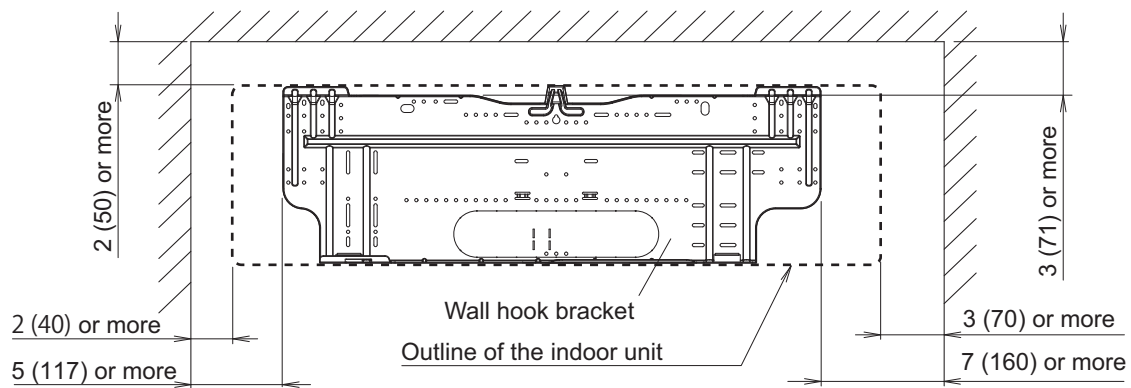 2 (50) or more
3 (71) or more
Wall hook bracket
2 (40) or more
3 (70) or more
Outline of the indoor unit
5 (117) or more
7 (160) or more